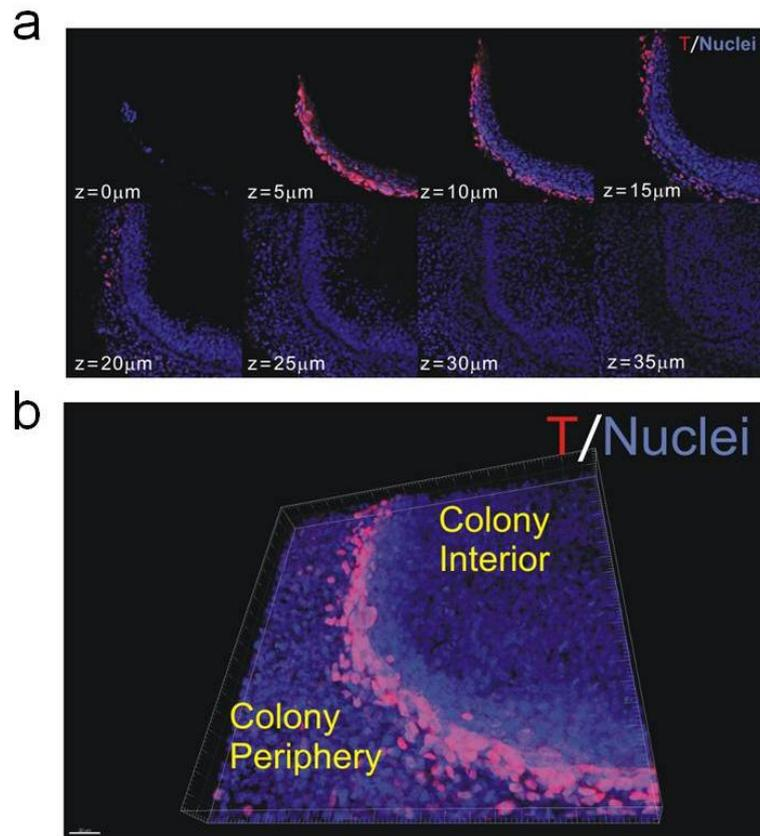 a
T/Nuclei
z=0μm
z=5μm
z=10μm
z=15μm
z=20μm
z=25μm
z=30μm
z=35μm
b
T/Nuclei
Colony
Interior
Colony
Periphery